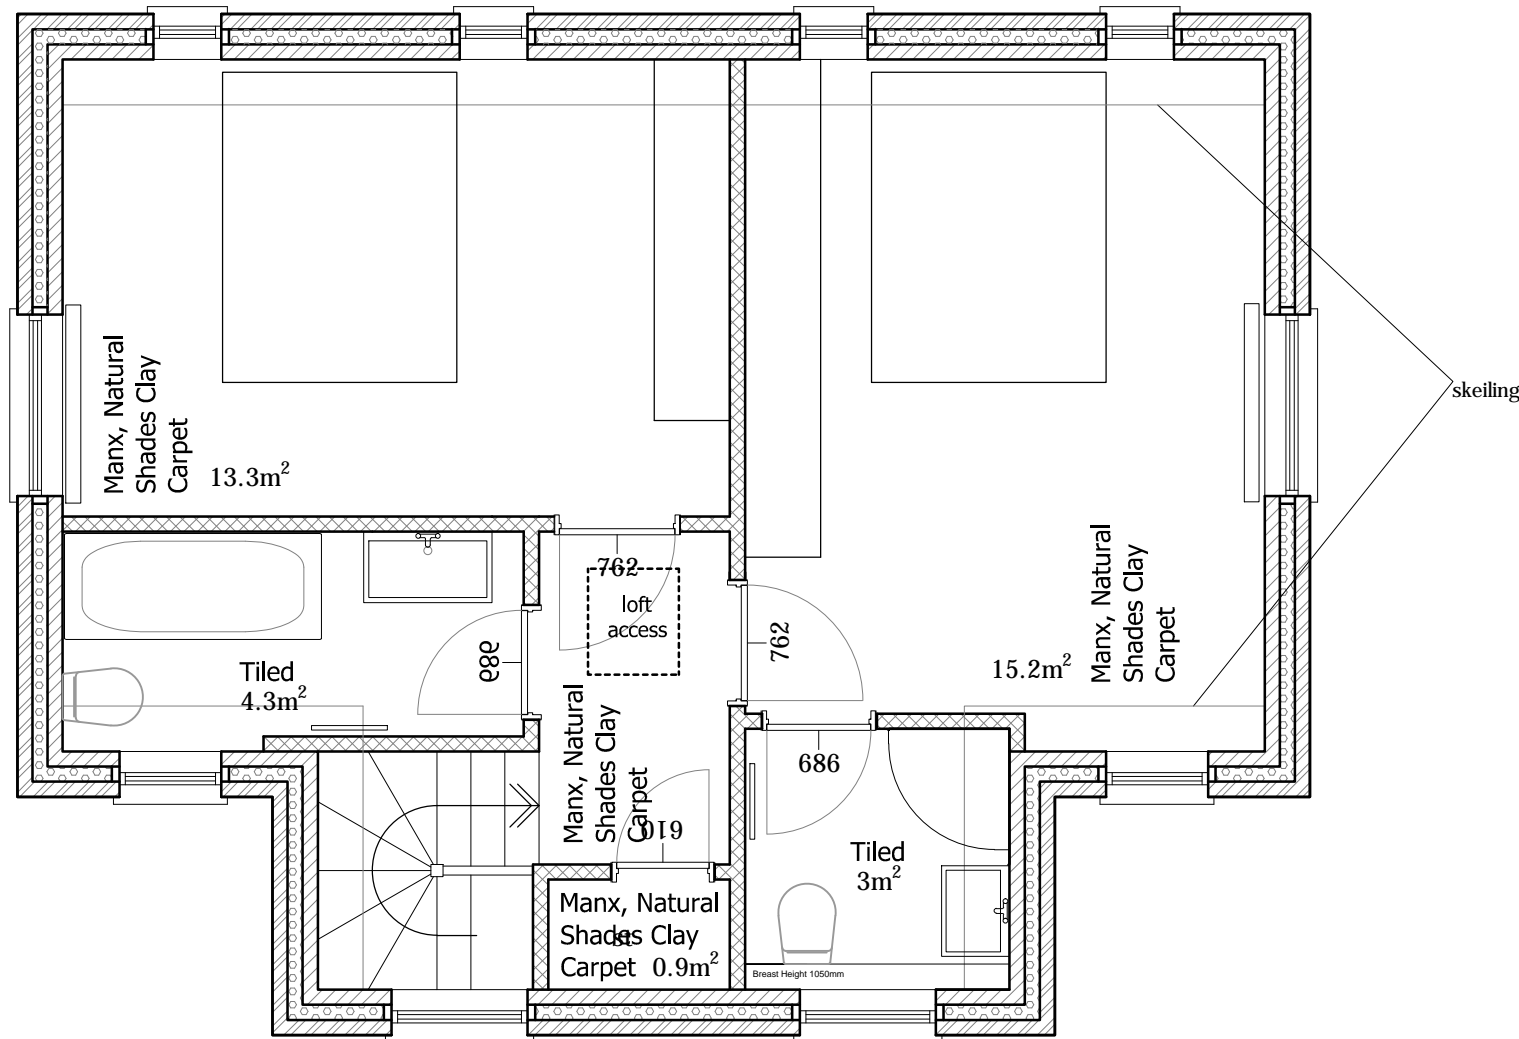 Manx, Natural
Shades Clay
Carpet
13.3m²
skeiling
762
loft
access
686
762
Manx, Natural
Shades Clay
Carpet
15.2m²
Tiled
4.3m²
Manx, Natural
Shades Clay
Carpet
686
610
Tiled
3m²
Manx, Natural
Shades Clay
Carpet 0.9m²
st
Breast Height 1050mm